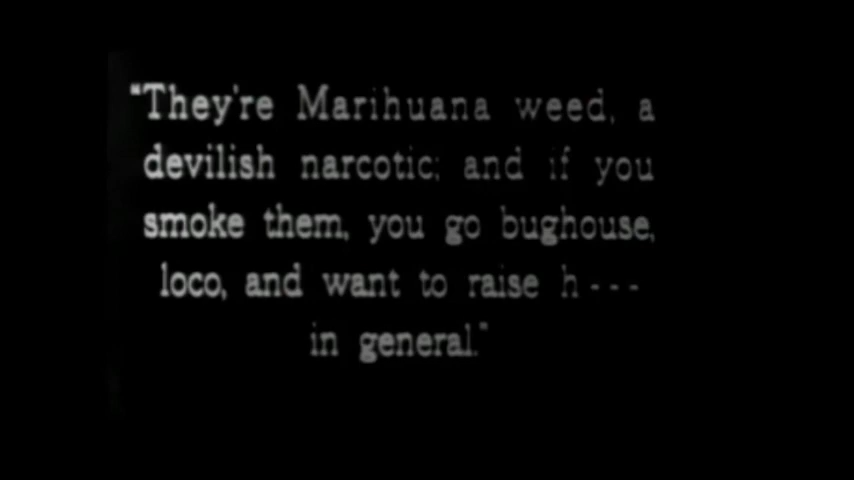 "They're Marihuana weed, a
devilish narcotic; and if you
smoke them, you go bughouse,
loco, and want to raise h---
in general."